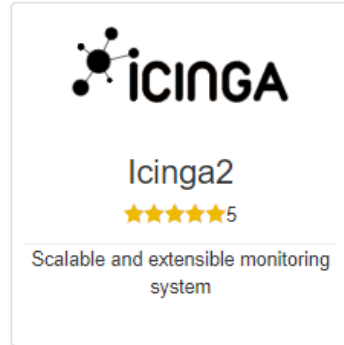 ICINGA
Icinga2
5
Scalable and extensible monitoring
system